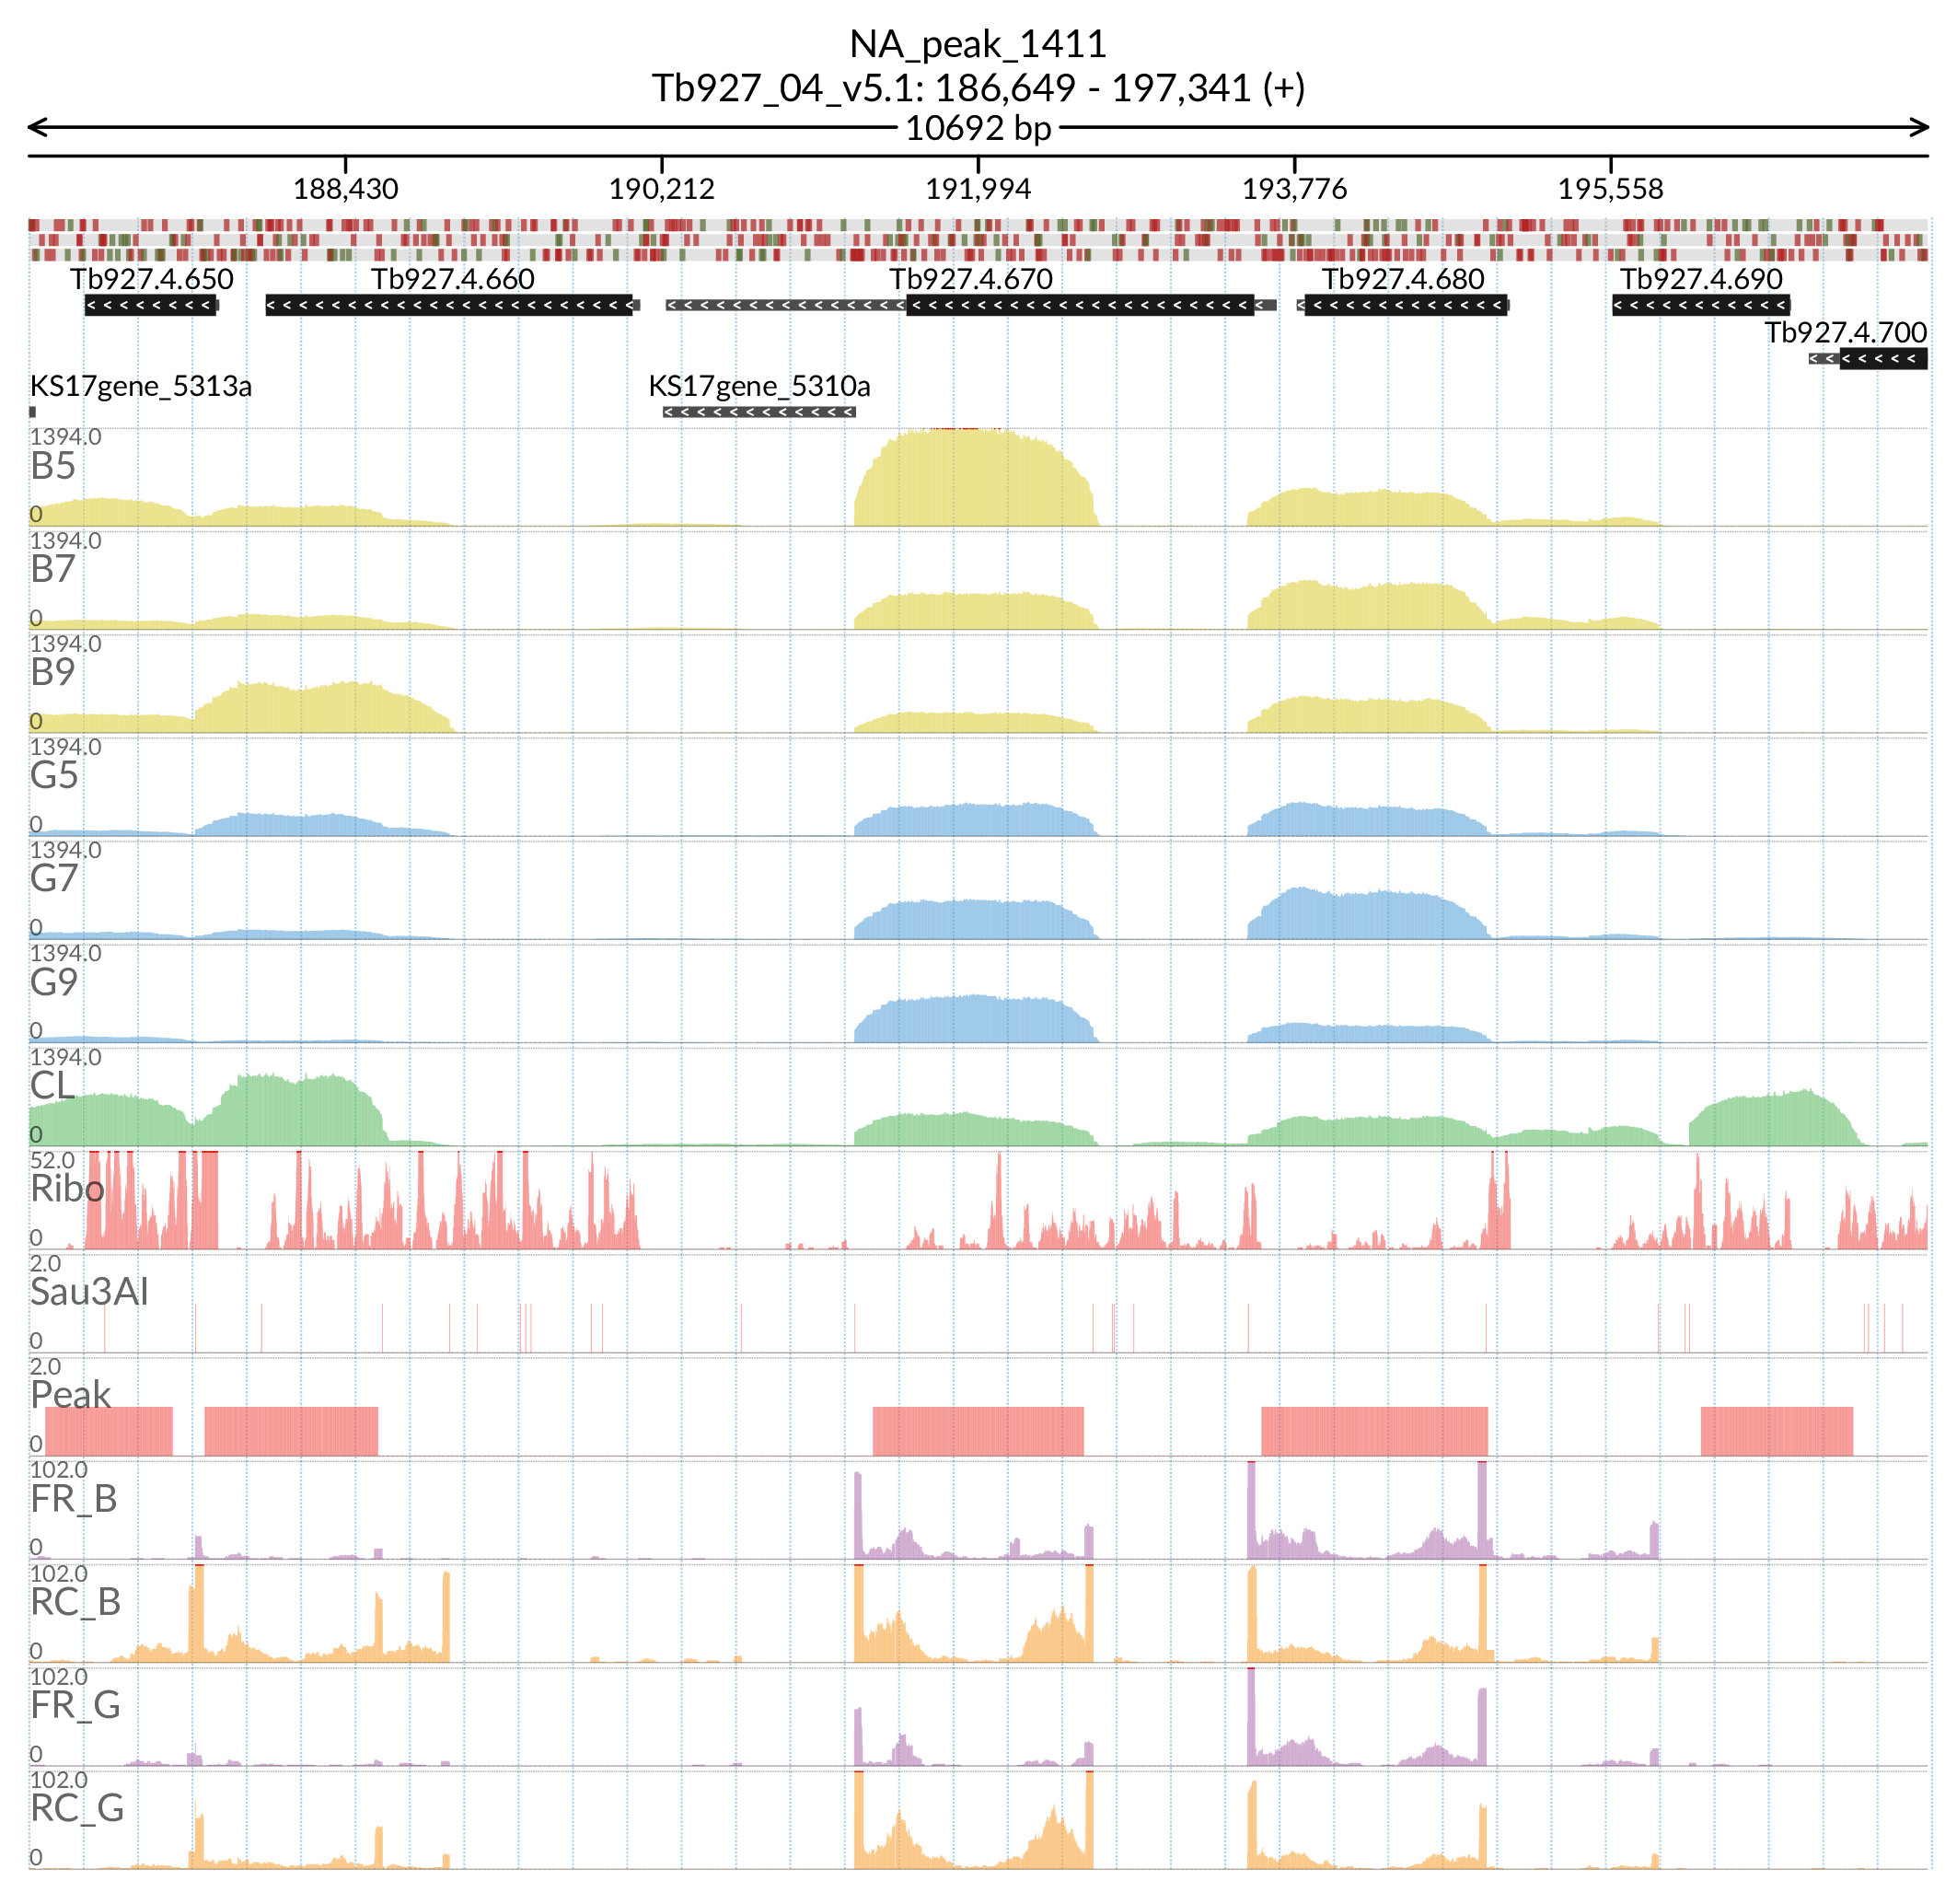 NA_peak_1411
Tb927_04_v5.1: 186,649 - 197,341 (+)
10692 bp
188,430 190,212 191,994 193,776 195,558
Tb927.4.650 Tb927.4.660 Tb927.4.670 Tb927.4.680 Tb927.4.690
Tb927.4.700
KS17gene_5313a KS17gene_5310a
1394.0
B5
0
1394.0
B7
0
1394.0
B9
0
1394.0
G5
0
1394.0
G7
0
1394.0
G9
0
1394.0
CL
0
52.0
Ribo
0
2.0
Sau3AI
0
2.0
Peak
0
102.0
FR_B
0
102.0
RC_B
0
102.0
FR_G
0
102.0
RC_G
0